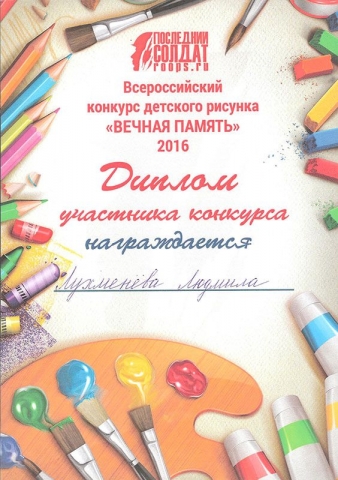 ПОСЛЕДНИЙ
СОЛДАТ
roops.ru
Всероссийский
конкурс детского рисунка
«ВЕЧНАЯ ПАМЯТЬ»
2016
Диплом
участника конкурса
награждается
Лухменёва Людмила